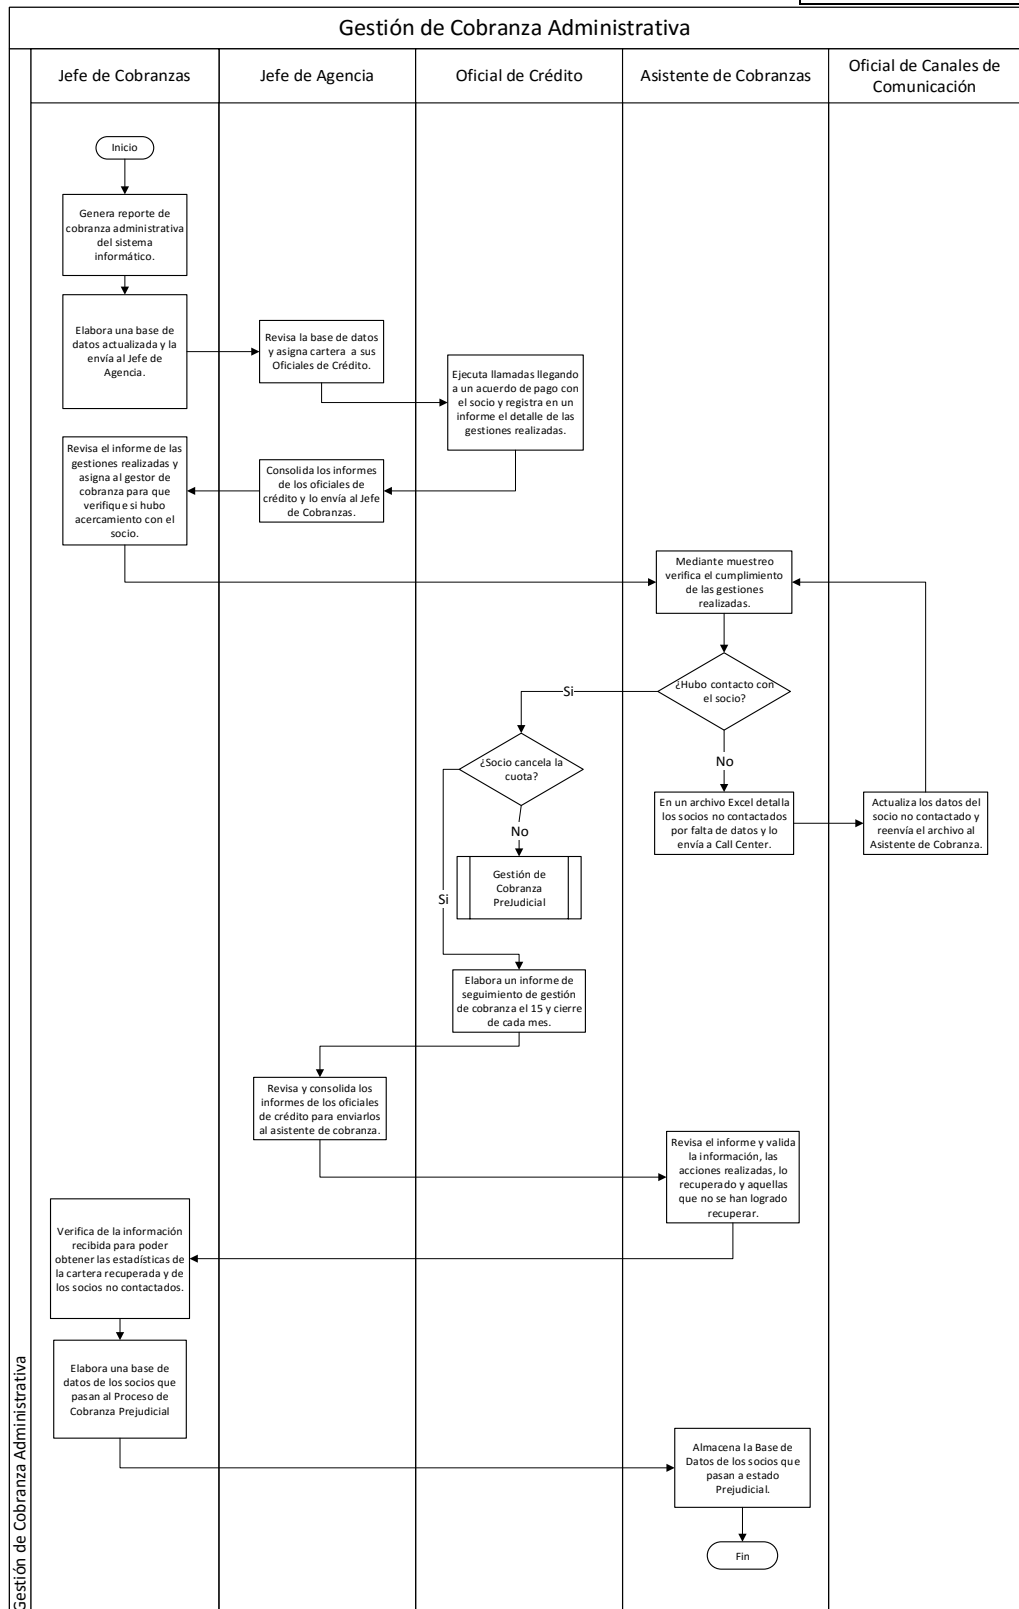 Gestión de Cobranza Administrativa
Jefe de Cobranzas
Jefe de Agencia
Oficial de Crédito
Asistente de Cobranzas
Oficial de Canales de
Comunicación
Inicio
Genera reporte de
cobranza administrativa
del sistema
informático.
Elabora una base de
datos actualizada y la
envía al Jefe de
Agencia.
Revisa la base de datos
y asigna cartera a sus
Oficiales de Crédito.
Ejecuta llamadas llegando
a un acuerdo de pago con
el socio y registra en un
informe el detalle de las
gestiones realizadas.
Consolida los informes
de los oficiales de
crédito y lo envía al Jefe
de Cobranzas.
Revisa el informe de las
gestiones realizadas y
asigna al gestor de
cobranza para que
verifique si hubo
acercamiento con el
socio.
Mediante muestreo
verifica el cumplimiento
de las gestiones
realizadas.
¿Hubo contacto con
el socio?
Si
No
¿Socio cancela la
cuota?
En un archivo Excel detalla
los socios no contactados
por falta de datos y lo
envía a Call Center.
Actualiza los datos del
socio no contactado y
reenvía el archivo al
Asistente de Cobranza.
No
Gestión de
Cobranza
PreJudicial
Si
Elabora un informe de
seguimiento de gestión
de cobranza el 15 y cierre
de cada mes.
Revisa y consolida los
informes de los oficiales
de crédito para enviarlos
al asistente de cobranza.
Revisa el informe y valida
la información, las
acciones realizadas, lo
recuperado y aquellas
que no se han logrado
recuperar.
Verifica de la información
recibida para poder
obtener las estadísticas de
la cartera recuperada y de
los socios no contactados.
Elabora una base de
datos de los socios que
pasan al Proceso de
Cobranza Prejudicial
Almacena la Base de
Datos de los socios que
pasan a estado
Prejudicial.
Fin
Gestión de Cobranza Administrativa